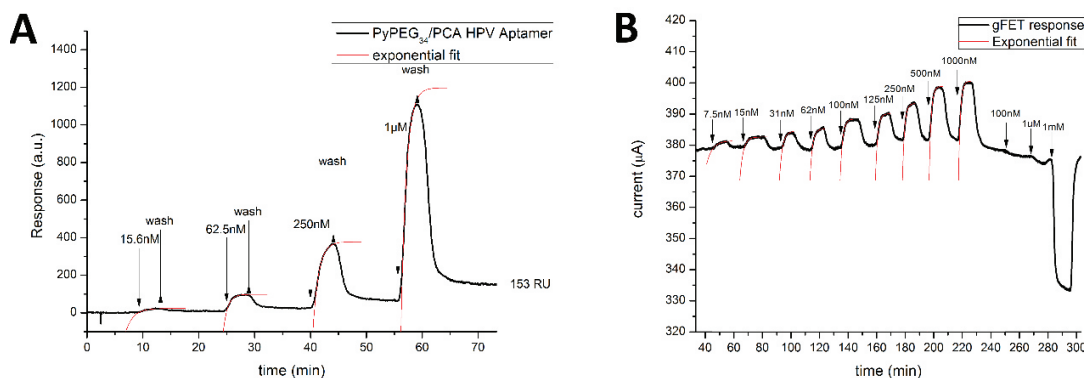 A
PyPEG34/PCA HPV Aptamer
exponential fit
wash
1µM
wash
250nM
wash
62.5nM
wash
15.6nM
153 RU
1400
1200
1000
800
600
400
200
0
-100
Response (a.u.)
0 10 20 30 40 50 60 70
time (min)
B
gFET response
Exponential fit
7.5nM
15nM
31nM
62nM
100nM
125nM
250nM
500nM
1000nM
100nM
1uM
1mM
420
410
400
390
380
370
360
350
340
330
320
current (µA)
40 60 80 100 120 140 160 180 200 220 240 260 280 300
time (min)